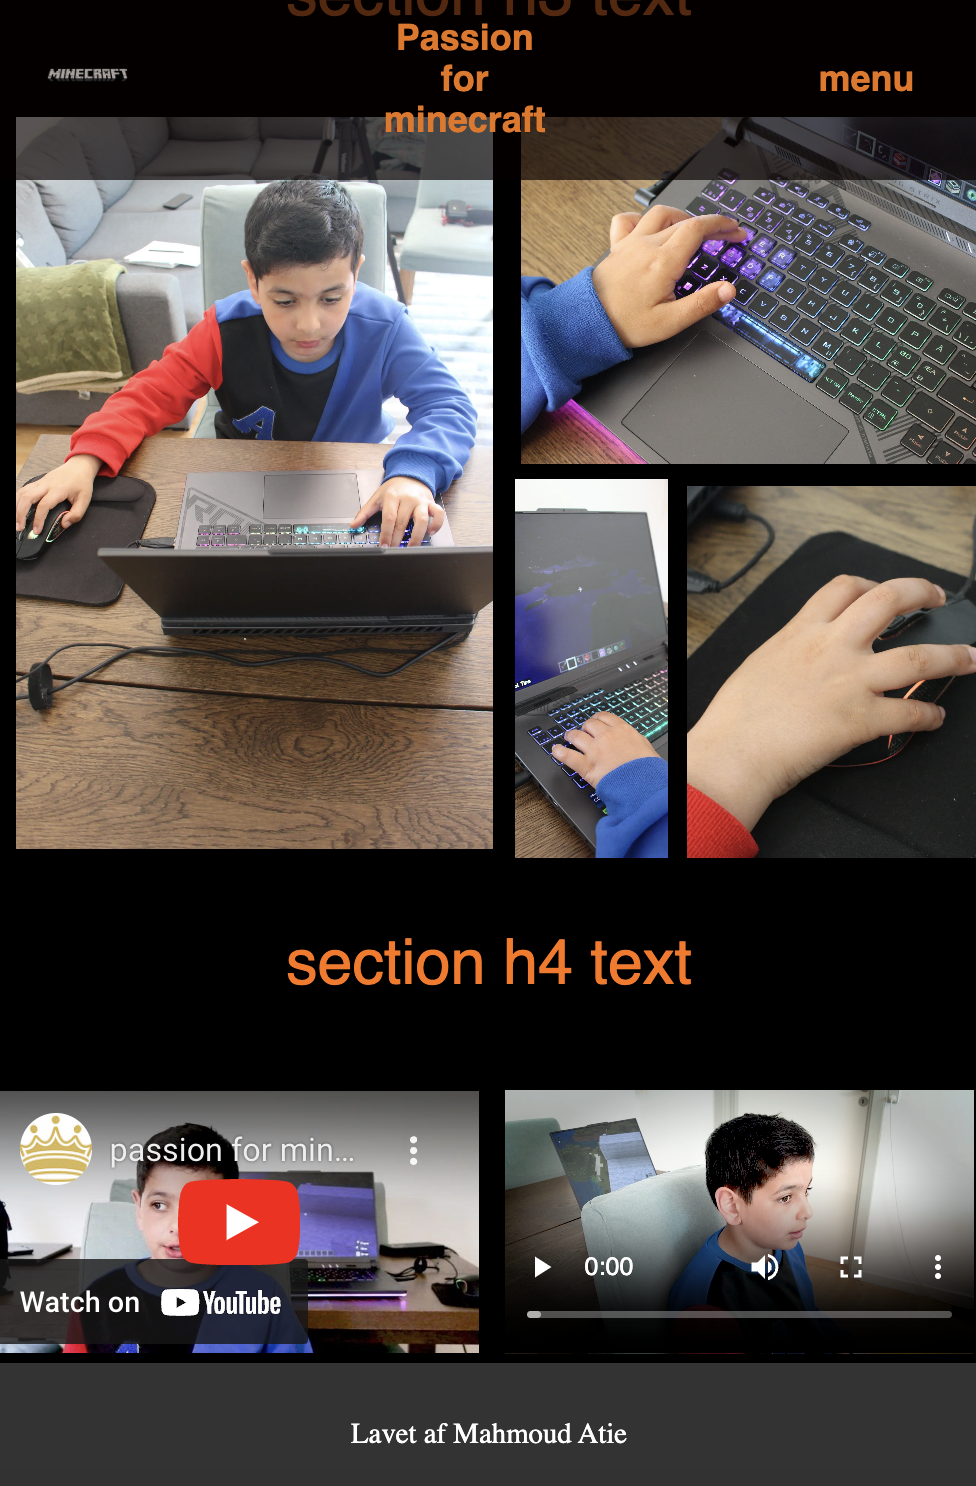 section h3 text
Passion
for
minecraft
MINECRAFT
menu
section h4 text
passion for min...
Watch on YouTube
0:00
Lavet af Mahmoud Atie